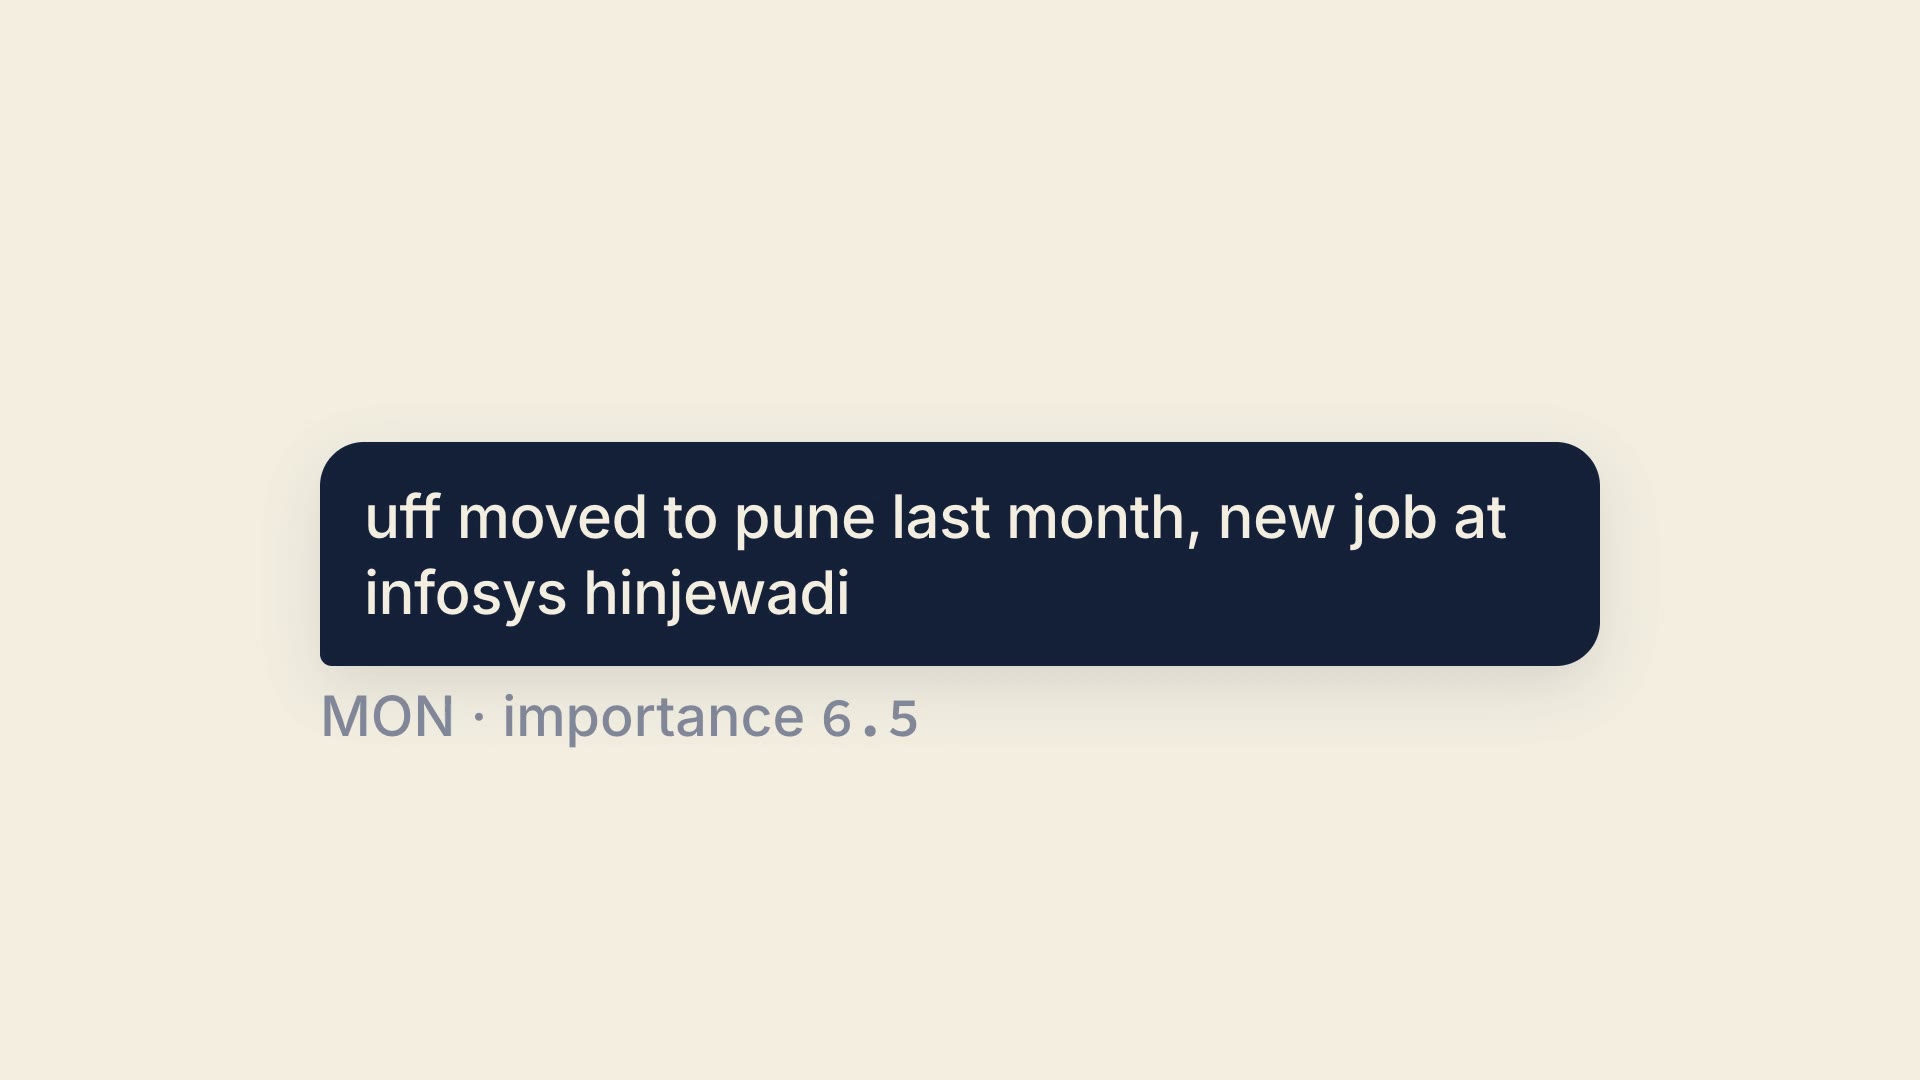 uff moved to pune last month, new job at
infosys hinjewadi
MON · importance 6.5